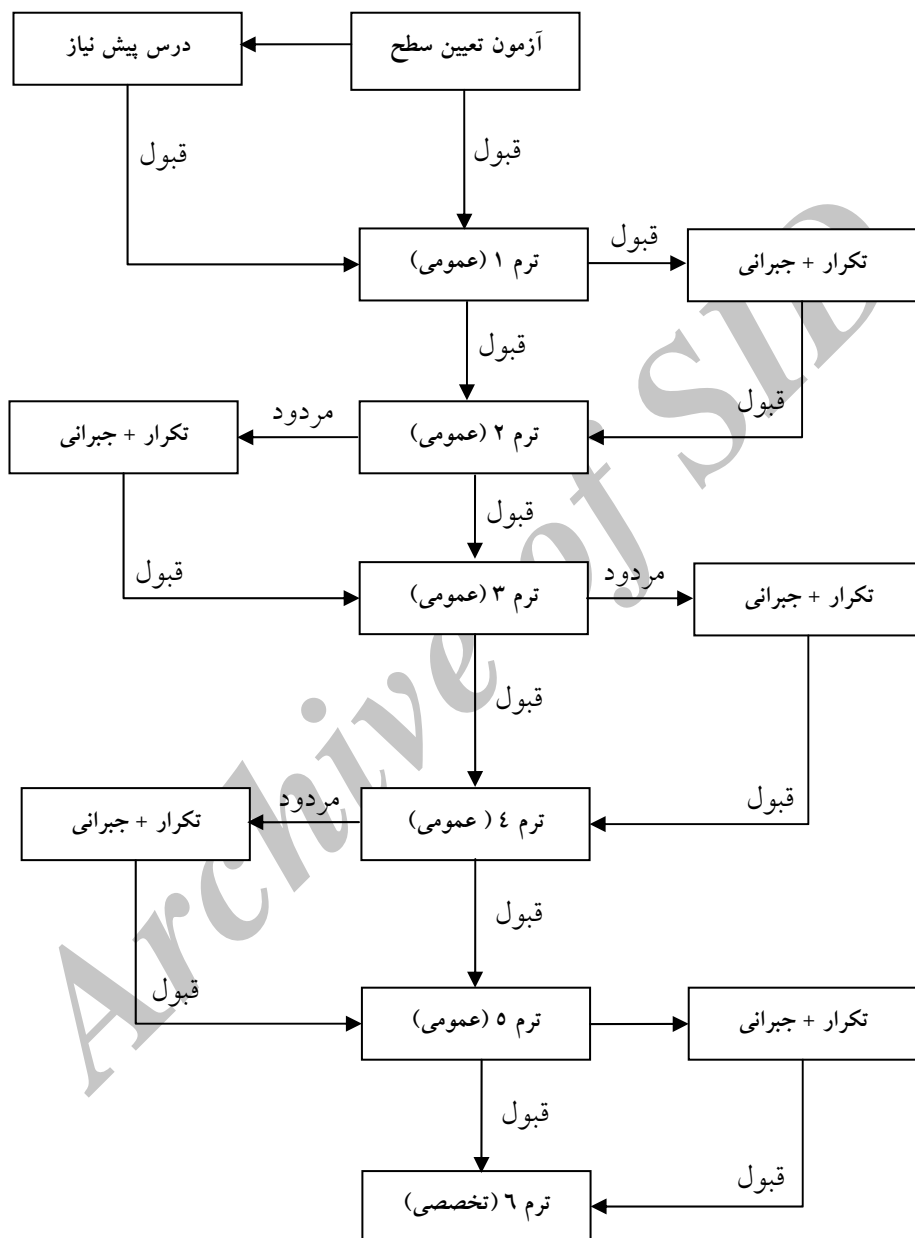 آزمون تعیین سطح
درس پیش نیاز
قبول
قبول
ترم ۱ (عمومی)
قبول
تکرار + جبرانی
قبول
قبول
ترم ۲ (عمومی)
مردود
تکرار + جبرانی
قبول
قبول
ترم ۳ (عمومی)
مردود
تکرار + جبرانی
قبول
قبول
ترم ٤ ( عمومی)
مردود
تکرار + جبرانی
قبول
قبول
ترم ٥ (عمومی)
تکرار + جبرانی
قبول
قبول
ترم ٦ (تخصصی)
Archive of SID